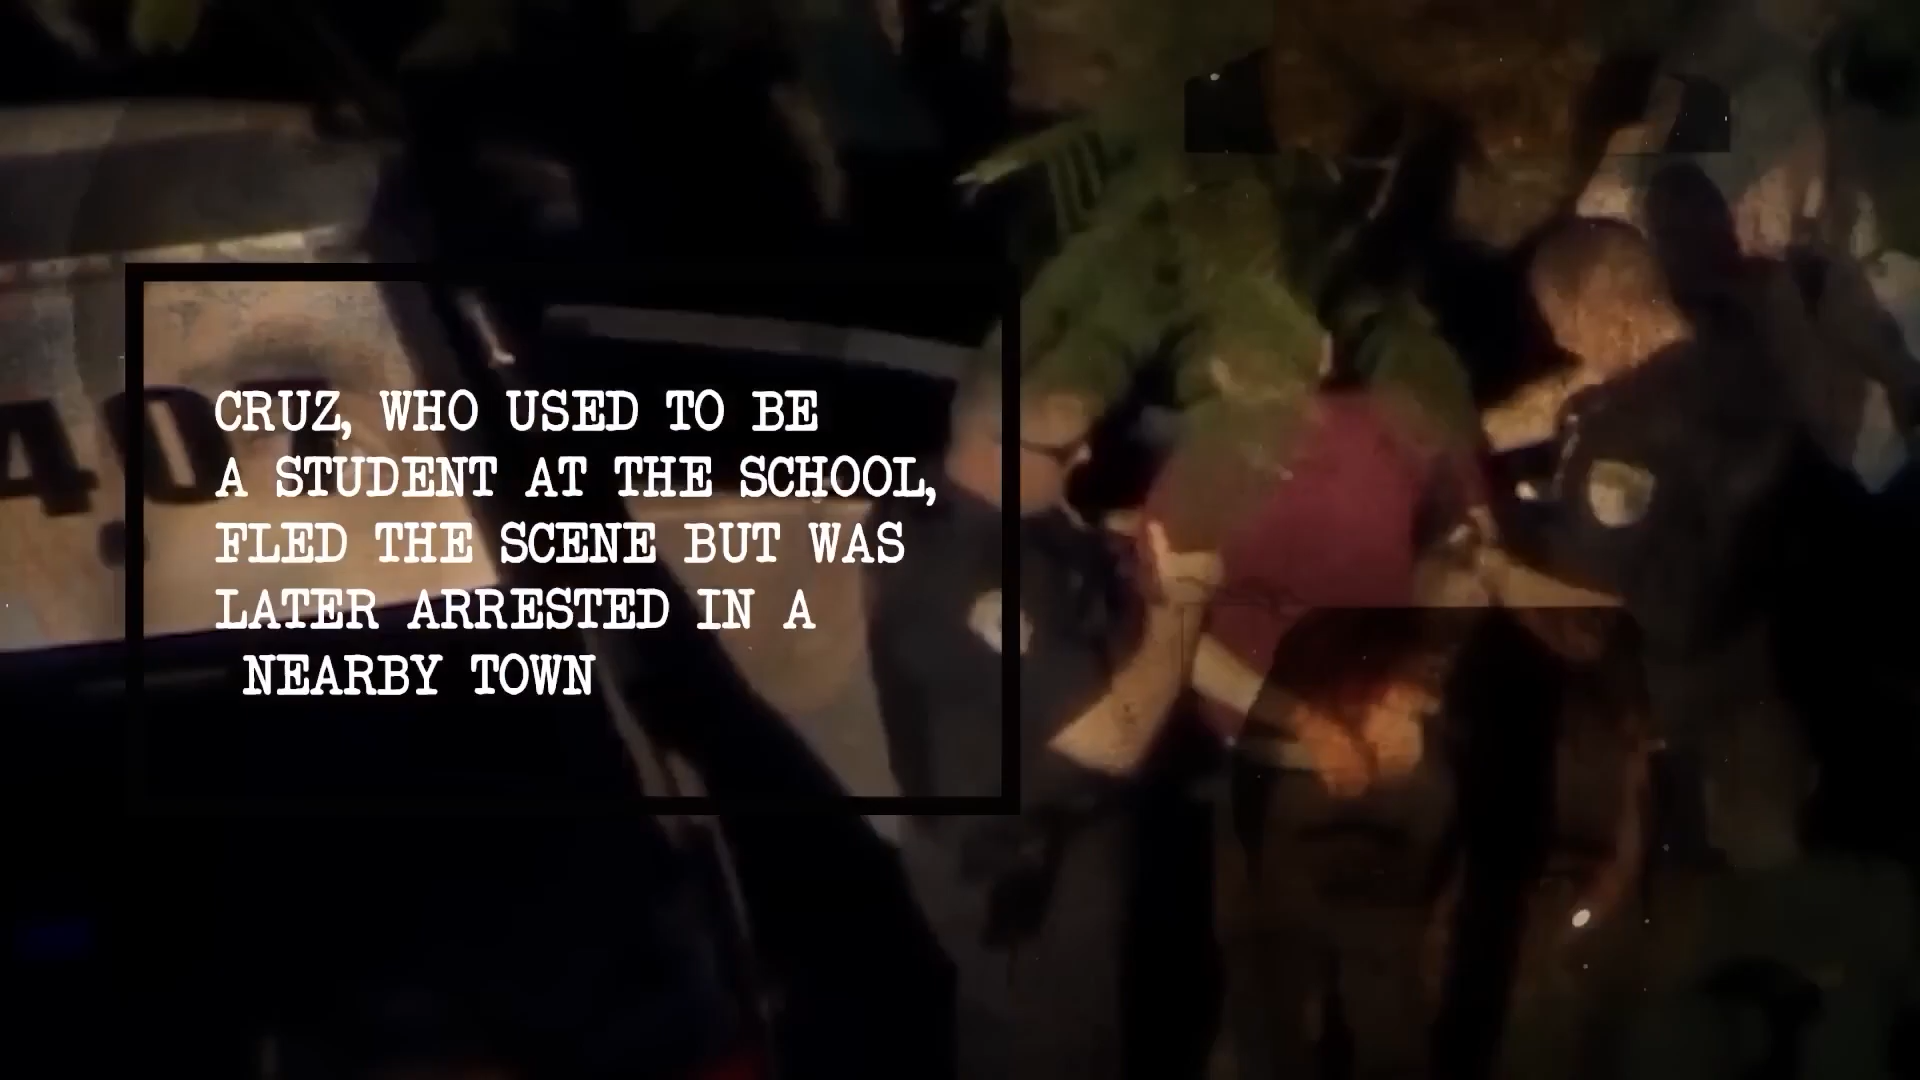 CRUZ, WHO USED TO BE
A STUDENT AT THE SCHOOL,
FLED THE SCENE BUT WAS
LATER ARRESTED IN A
NEARBY TOWN